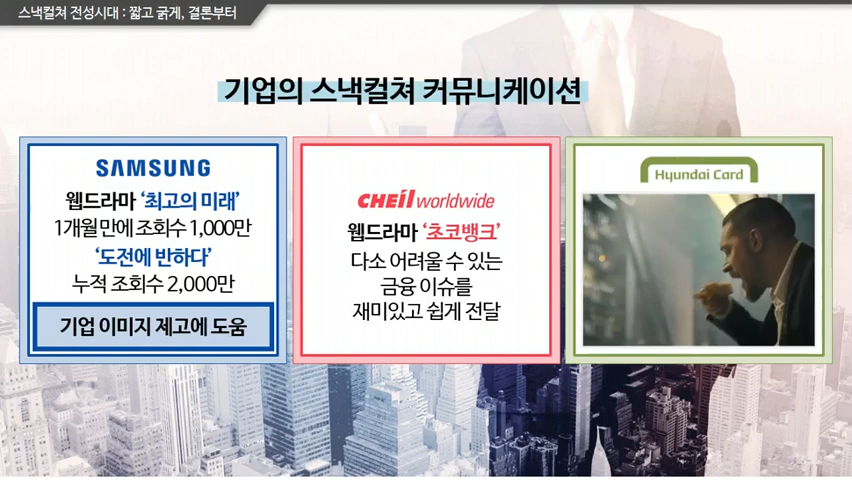 스낵컬쳐 전성시대 : 짧고 굵게, 결론부터
기업의 스낵컬쳐 커뮤니케이션
SAMSUNG
웹드라마 ‘최고의 미래’
1개월 만에 조회수 1,000만
‘도전에 반하다’
누적 조회수 2,000만
기업 이미지 제고에 도움
CHEil worldwide
웹드라마 ‘초코뱅크’
다소 어려울 수 있는
금융 이슈를
재미있고 쉽게 전달
Hyundai Card